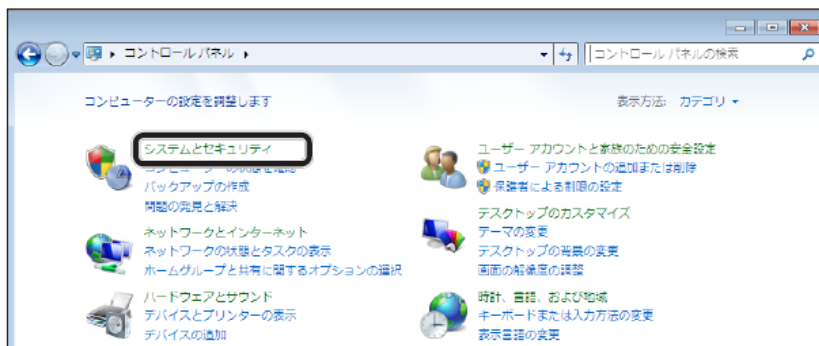 コントロール パネル
コントロール パネルの検索
コンピューターの設定を調整します
表示方法: カテゴリ
システムとセキュリティ
コンピューターの状態を確認
バックアップの作成
問題の発見と解決
ネットワークとインターネット
ネットワークの状態とタスクの表示
ホームグループと共有に関するオプションの選択
ハードウェアとサウンド
デバイスとプリンターの表示
デバイスの追加
ユーザー アカウントと家族のための安全設定
ユーザー アカウントの追加または削除
保護者による制限の設定
デスクトップのカスタマイズ
テーマの変更
デスクトップの背景の変更
画面の解像度の調整
時計、言語、および地域
キーボードまたは入力方法の変更
表示言語の変更